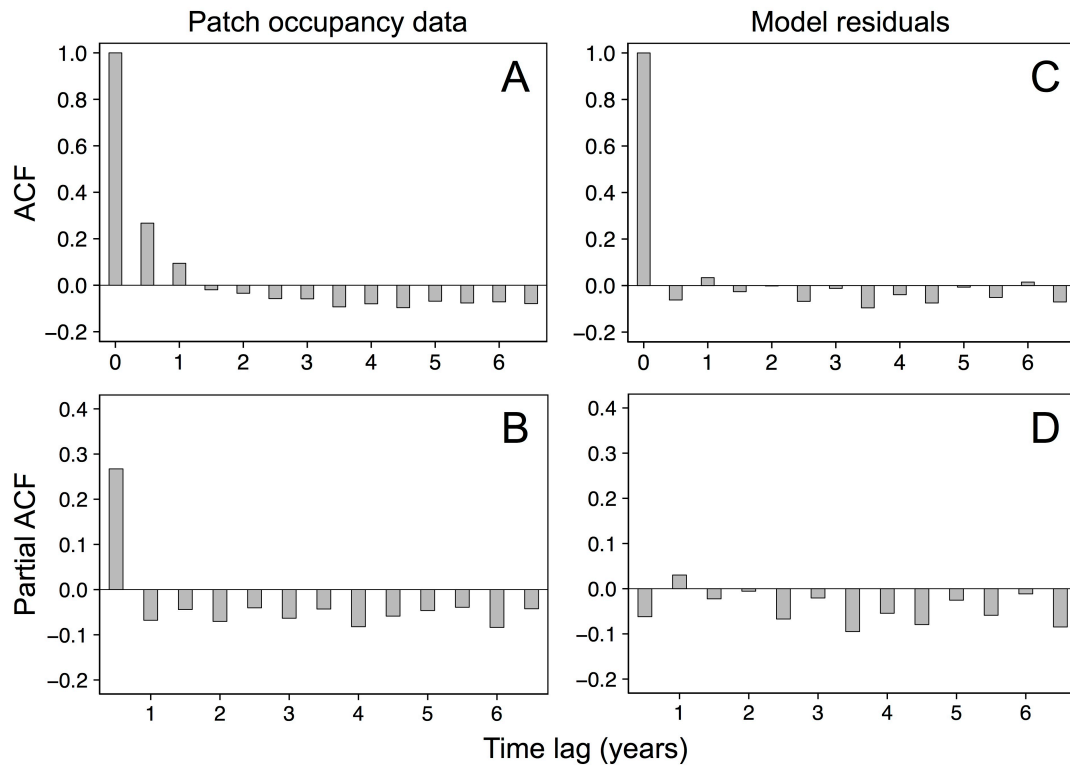 Patch occupancy data
Model residuals
ACF
A
1.0
0.8
0.6
0.4
0.2
0.0
−0.2
0 1 2 3 4 5 6
C
1.0
0.8
0.6
0.4
0.2
0.0
−0.2
0 1 2 3 4 5 6
Partial ACF
B
0.4
0.3
0.2
0.1
0.0
−0.1
−0.2
1 2 3 4 5 6
D
0.4
0.3
0.2
0.1
0.0
−0.1
−0.2
1 2 3 4 5 6
Time lag (years)